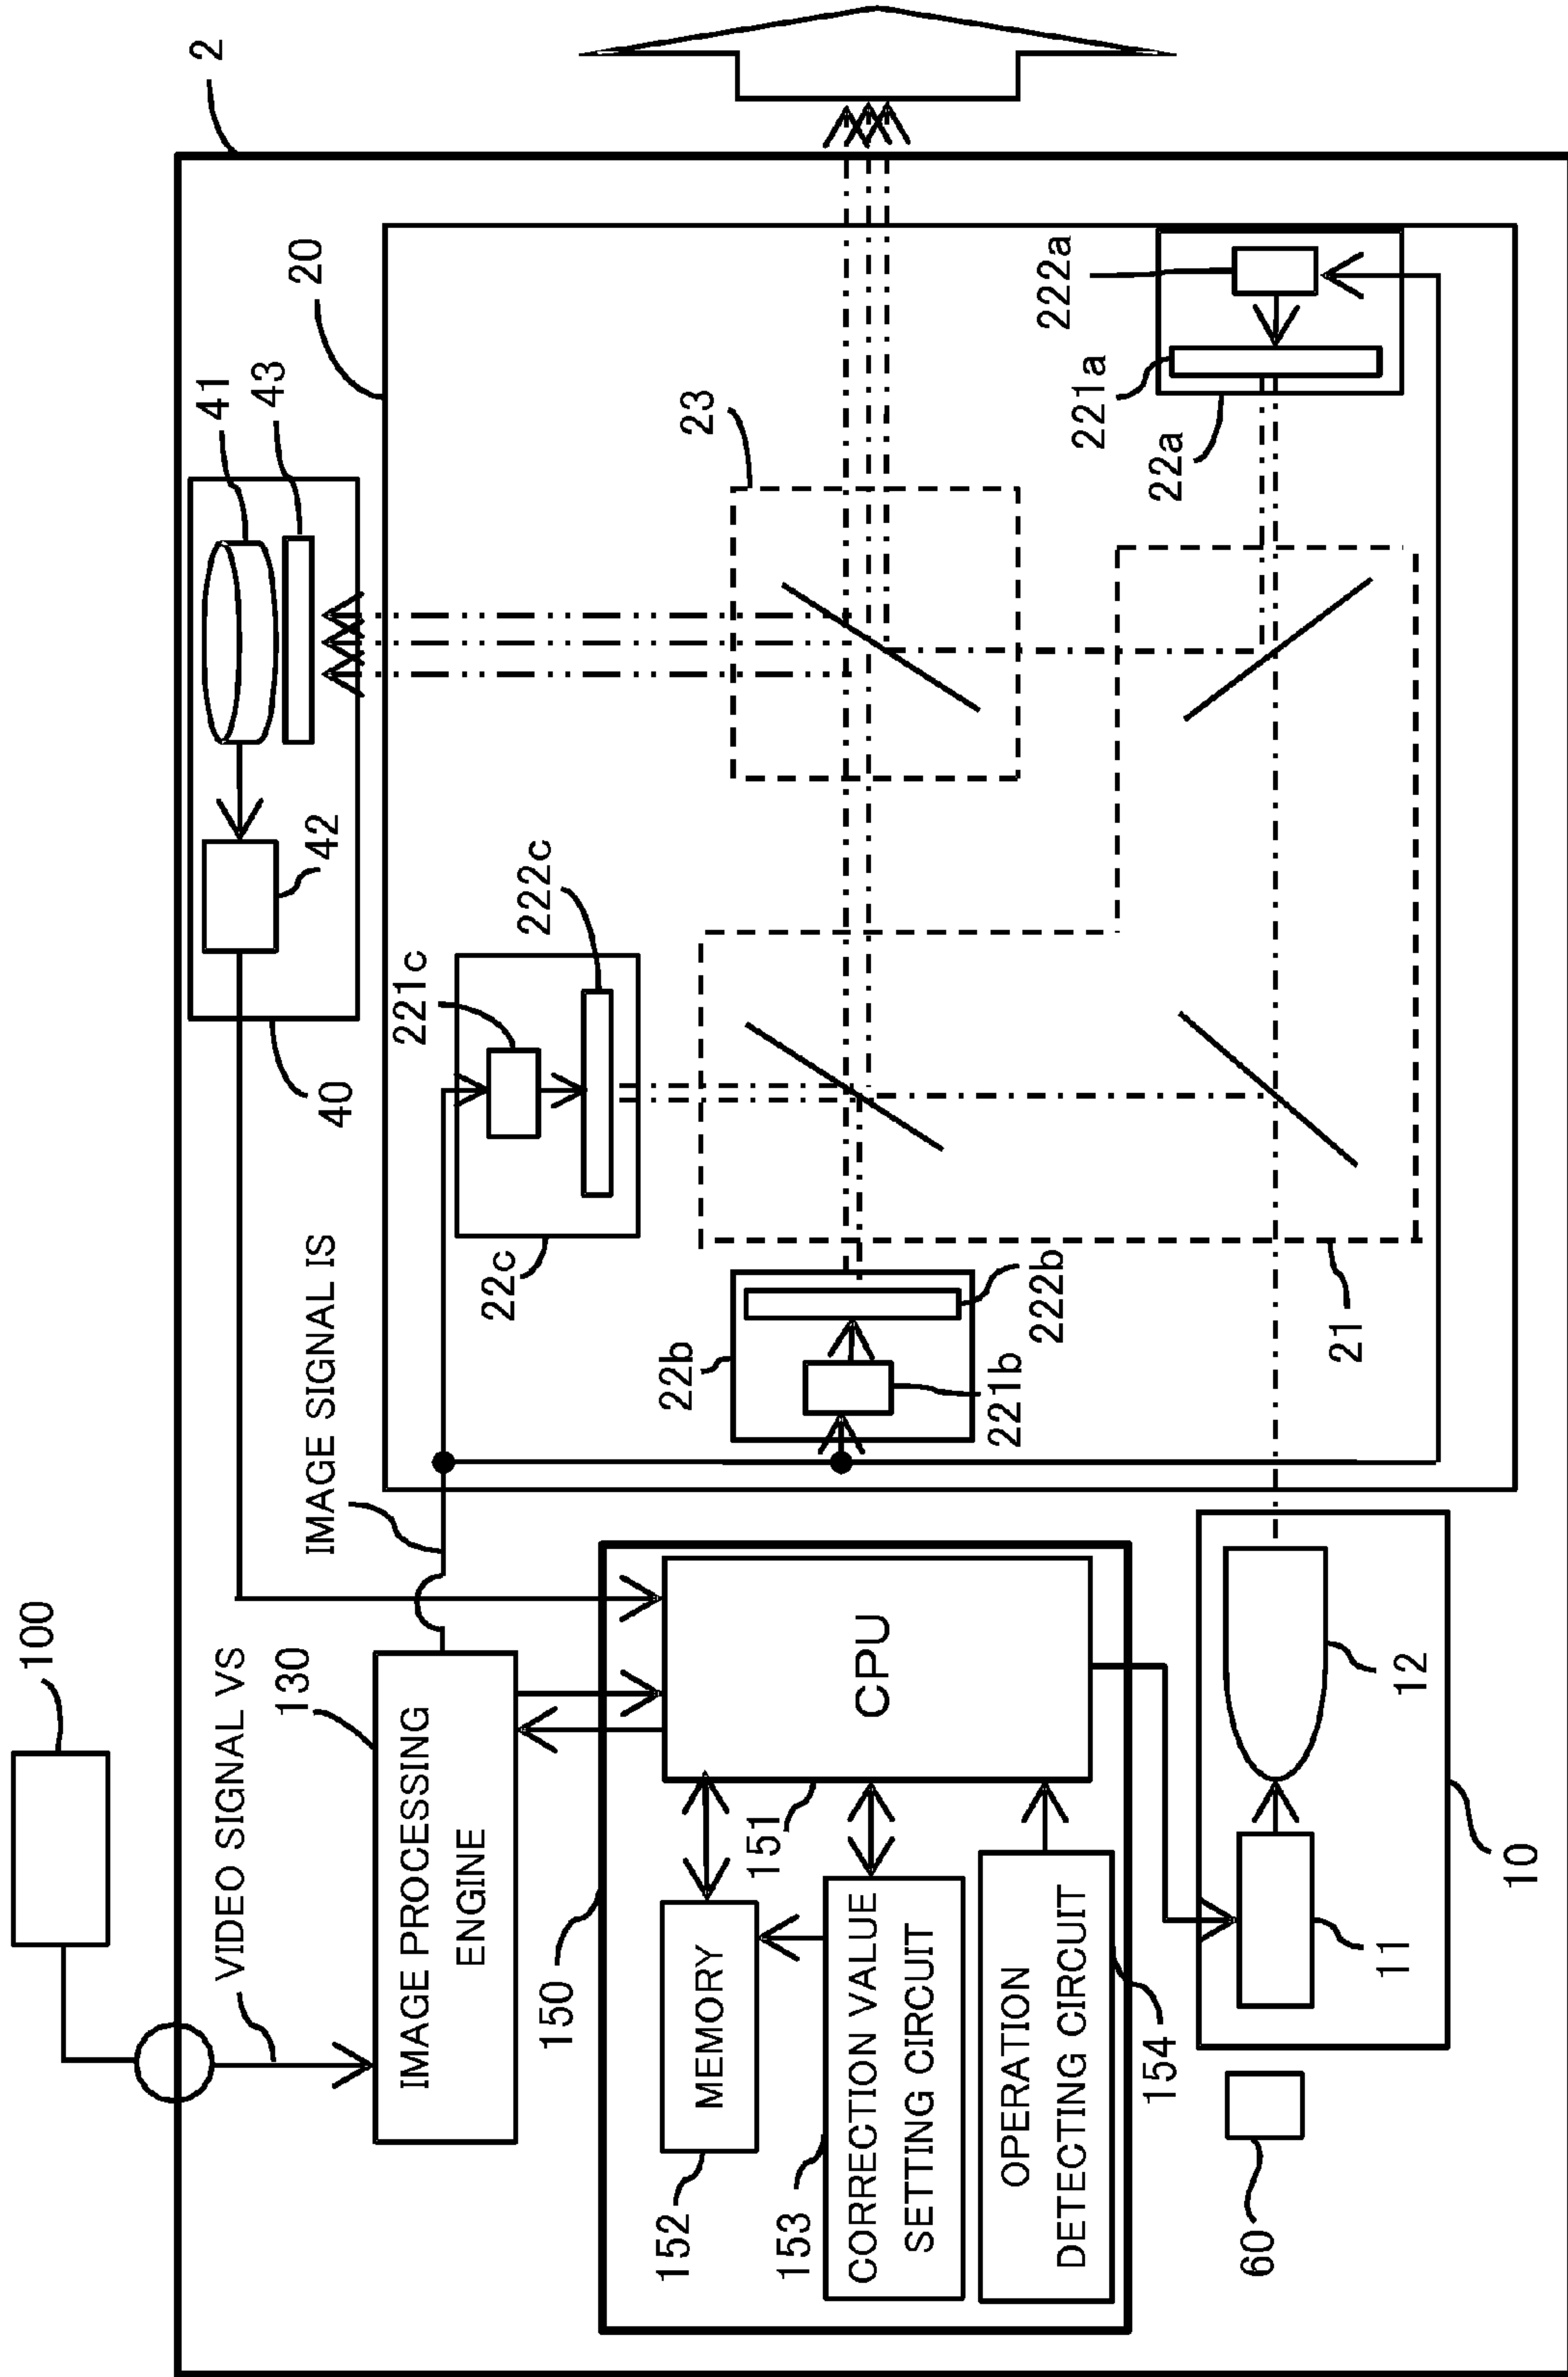 100
2
VIDEO SIGNAL VS
130
IMAGE PROCESSING
ENGINE
IMAGE SIGNAL IS
40
42
41
43
20
22c
221c
222c
23
150
CPU
151
MEMORY
152
CORRECTION VALUE
SETTING CIRCUIT
153
OPERATION
DETECTING CIRCUIT
154
22b
221b
222b
21
222a
221a
22a
60
11
12
10